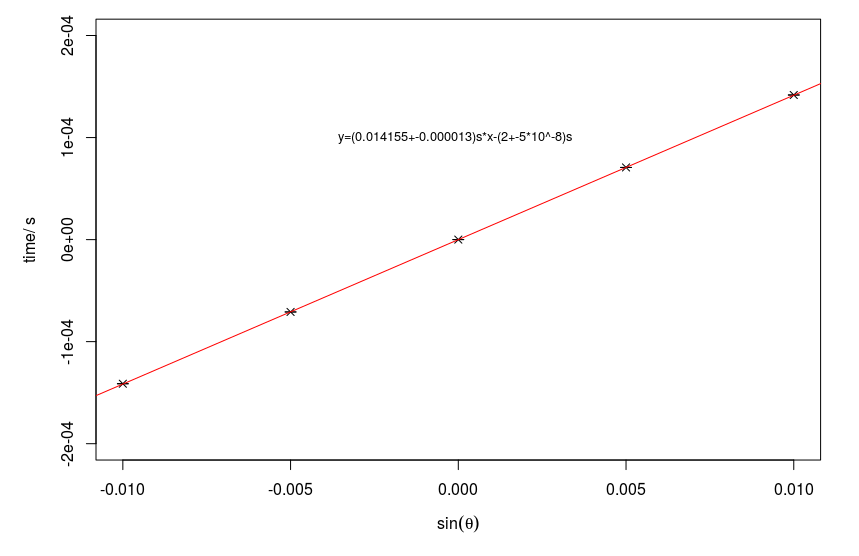 2e-04
1e-04
0e+00
-1e-04
-2e-04
time/ s
y=(0.014155+-0.000013)s*x-(2+-5*10^-8)s
-0.010 -0.005 0.000 0.005 0.010
sin(θ)